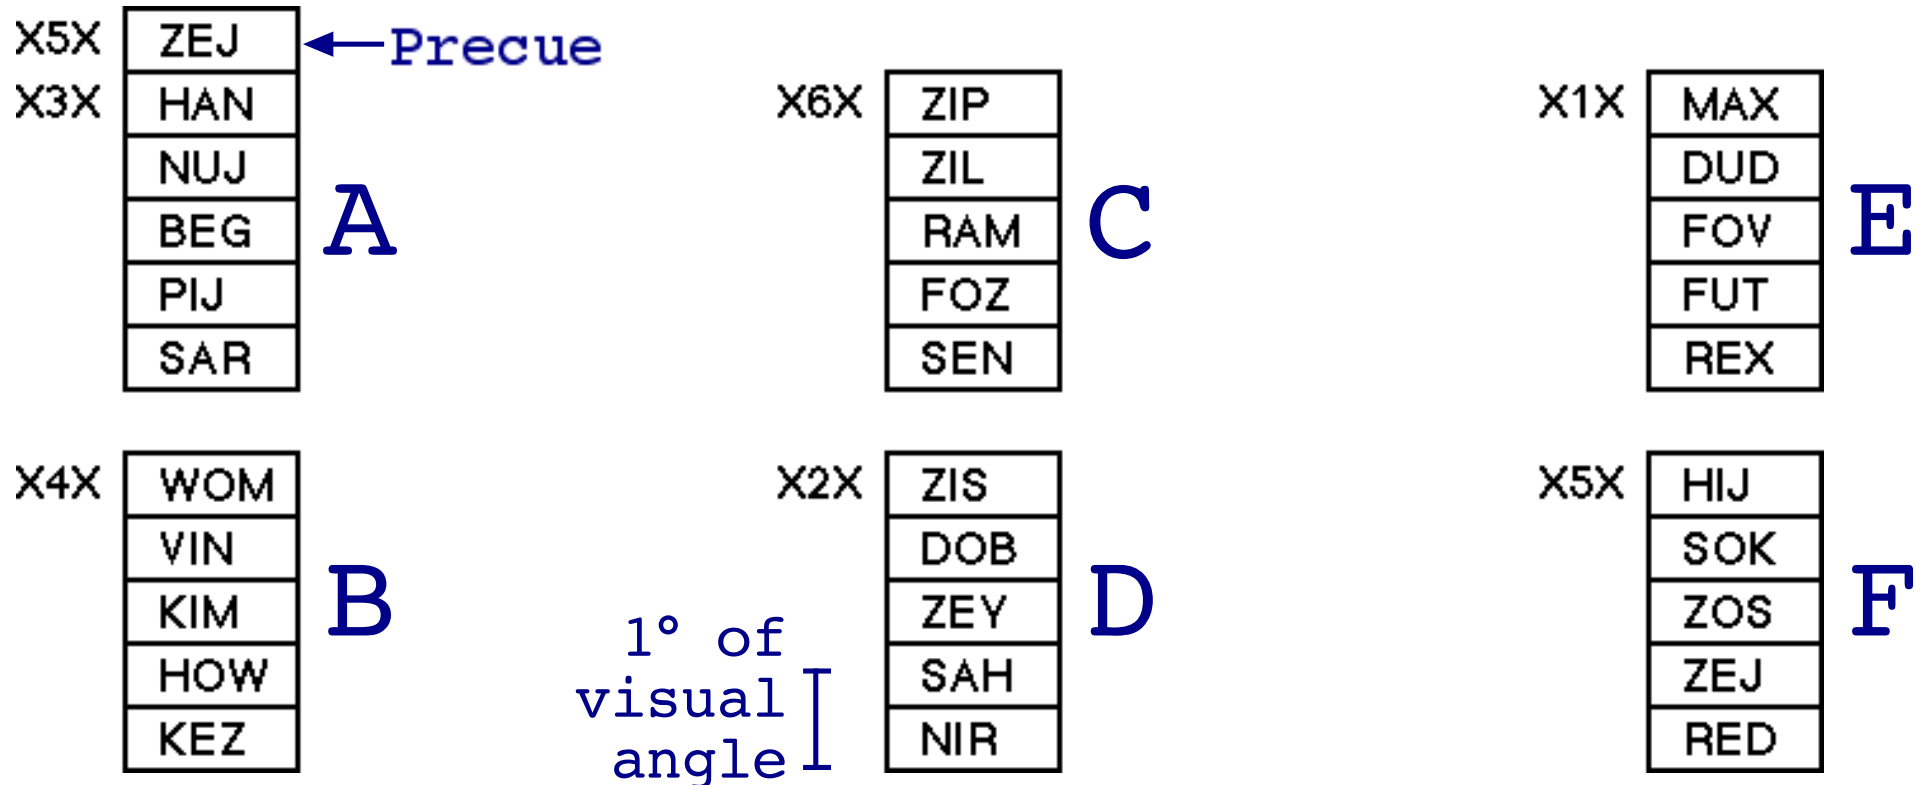 X5X ZEJ Precue
X3X HAN
NUJ
BEG
PIJ
SAR
A
X4X WOM
VIN
KIM
HOW
KEZ
B
X6X ZIP
ZIL
RAM
FOZ
SEN
C
X2X ZIS
DOB
ZEY
SAH
NIR
D
1° of
visual
angle
X1X MAX
DUD
FOV
FUT
REX
E
X5X HIJ
SOK
ZOS
ZEJ
RED
F